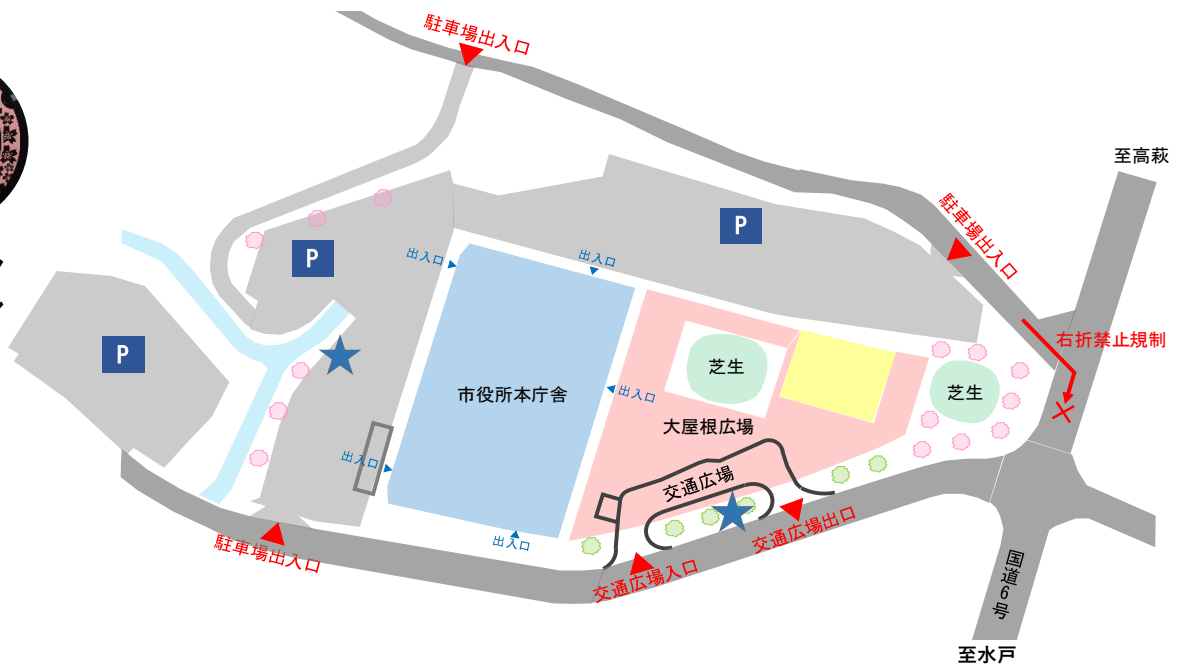 駐車場出入口
至高萩
駐車場出入口
P
P
出入口
出入口
右折禁止規制
P
芝生
芝生
市役所本庁舎
出入口
大屋根広場
出入口
交通広場
出入口
交通広場出口
駐車場出入口
交通広場入口
国道6号
至水戸